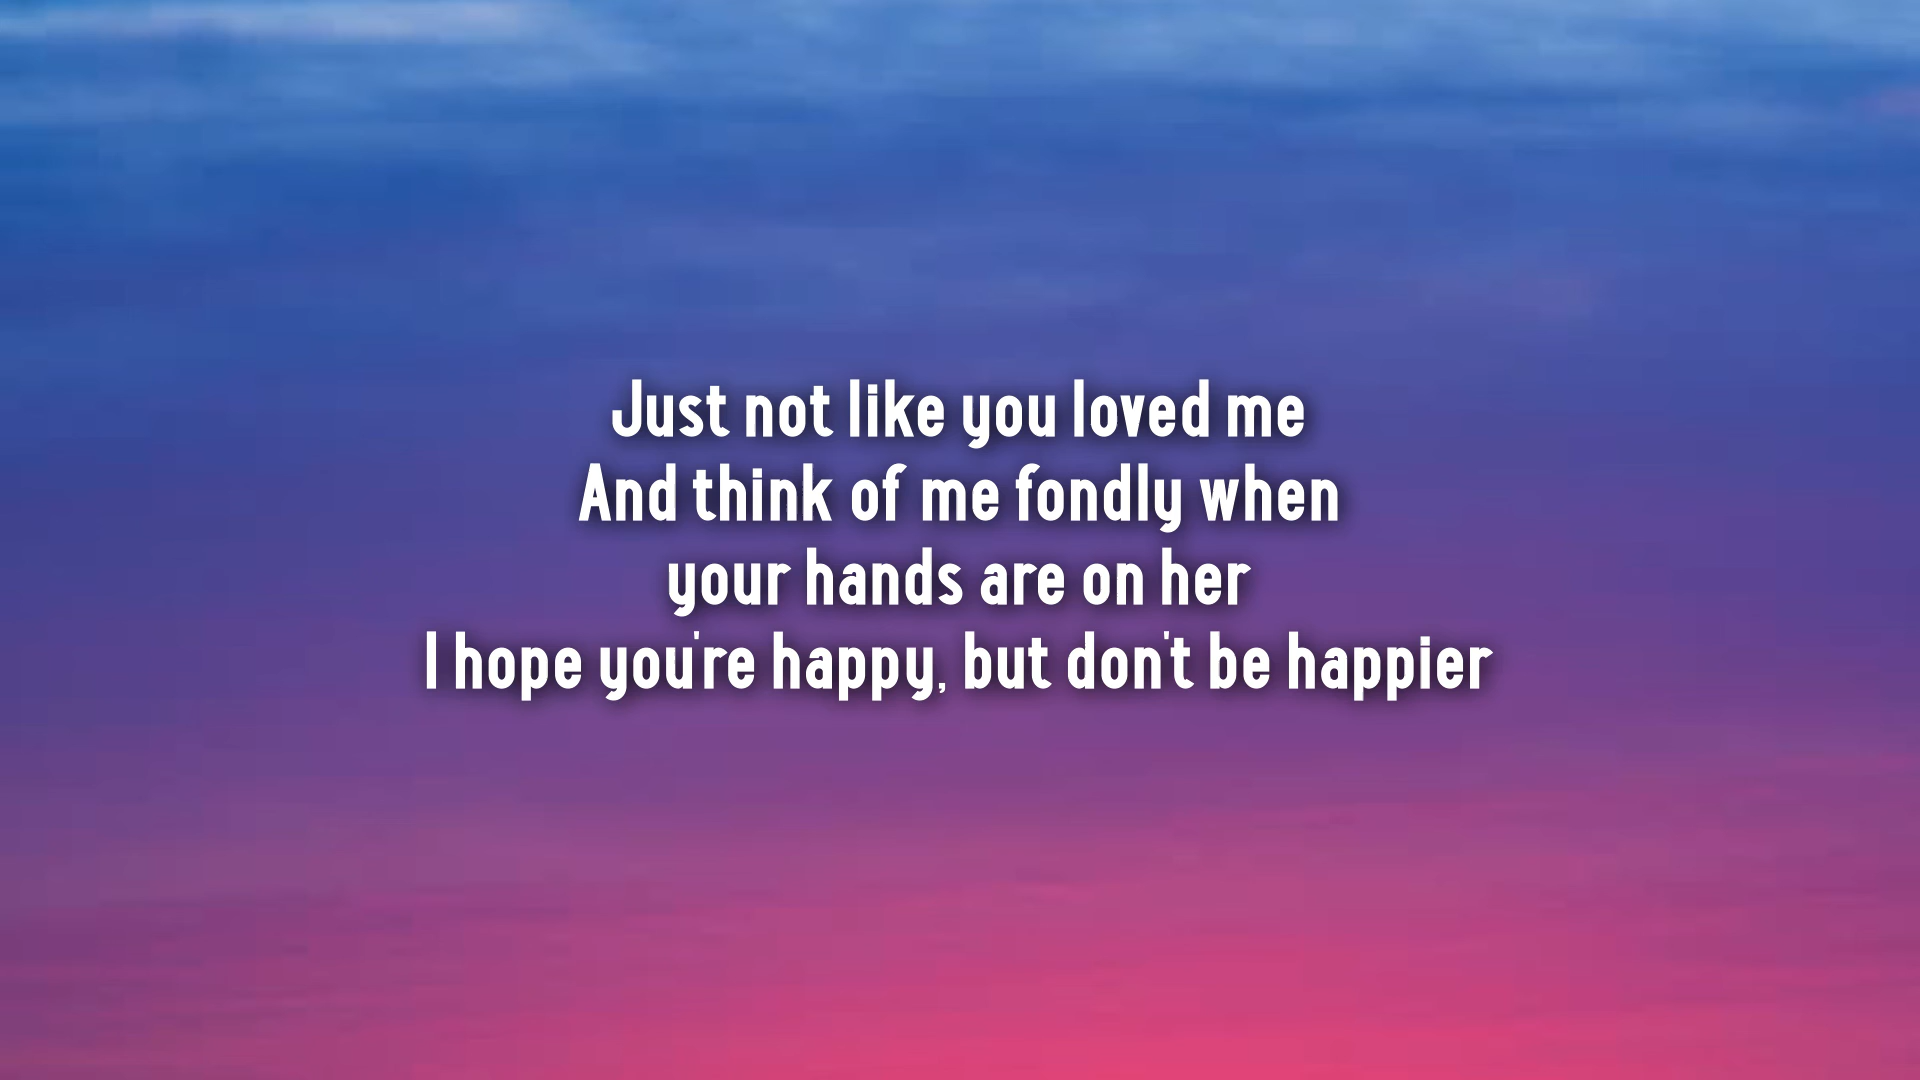 Just not like you loved me
And think of me fondly when
your hands are on her
I hope you're happy, but don't be happier